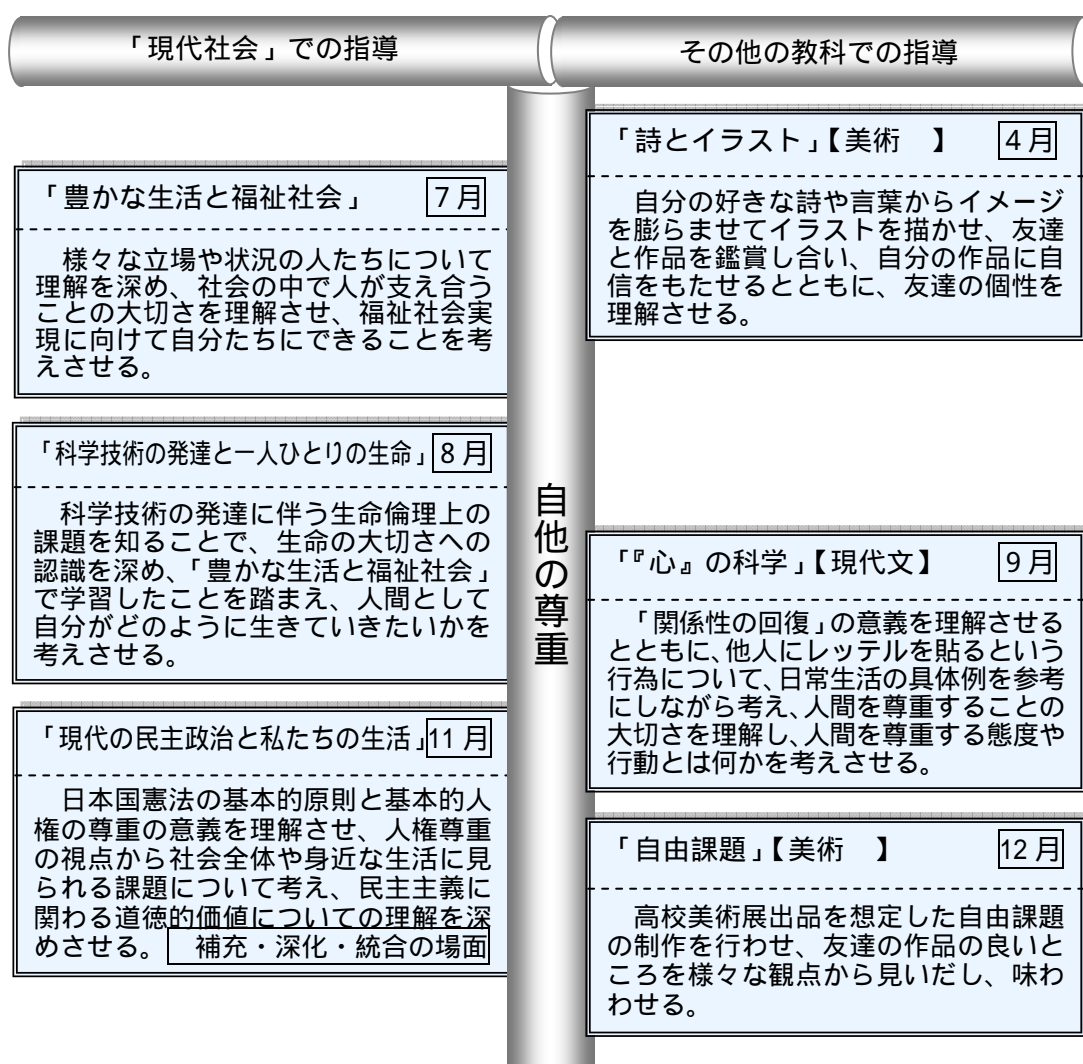 「現代社会」での指導
その他の教科での指導
「豊かな生活と福祉社会」 7月
様々な立場や状況の人たちについて
理解を深め、社会の中で人が支え合う
ことの大切さを理解させ、福祉社会実
現に向けて自分たちにできることを考
えさせる。
「科学技術の発達と一人ひとりの生命」 8月
科学技術の発達に伴う生命倫理上の
課題を知ることで、生命の大切さへの
認識を深め、「豊かな生活と福祉社会」
で学習したことを踏まえ、人間として
自分がどのように生きていきたいかを
考えさせる。
「現代の民主政治と私たちの生活」 11月
日本国憲法の基本的原則と基本的人
権の尊重の意義を理解させ、人権尊重
の視点から社会全体や身近な生活に見
られる課題について考え、民主主義に
関わる道徳的価値についての理解を深
めさせる。 補充・深化・統合の場面
自他の尊重
「詩とイラスト」【美術　】 4月
自分の好きな詩や言葉からイメージ
を膨らませてイラストを描かせ、友達
と作品を鑑賞し合い、自分の作品に自
信をもたせるとともに、友達の個性を
理解させる。
「『心』の科学」【現代文】 9月
「関係性の回復」の意義を理解させる
とともに、他人にレッテルを貼るという
行為について、日常生活の具体例を参考
にしながら考え、人間を尊重することの
大切さを理解し、人間を尊重する態度や
行動とは何かを考えさせる。
「自由課題」【美術　】 12月
高校美術展出品を想定した自由課題
の制作を行わせ、友達の作品の良いと
ころを様々な観点から見いだし、味わ
わせる。